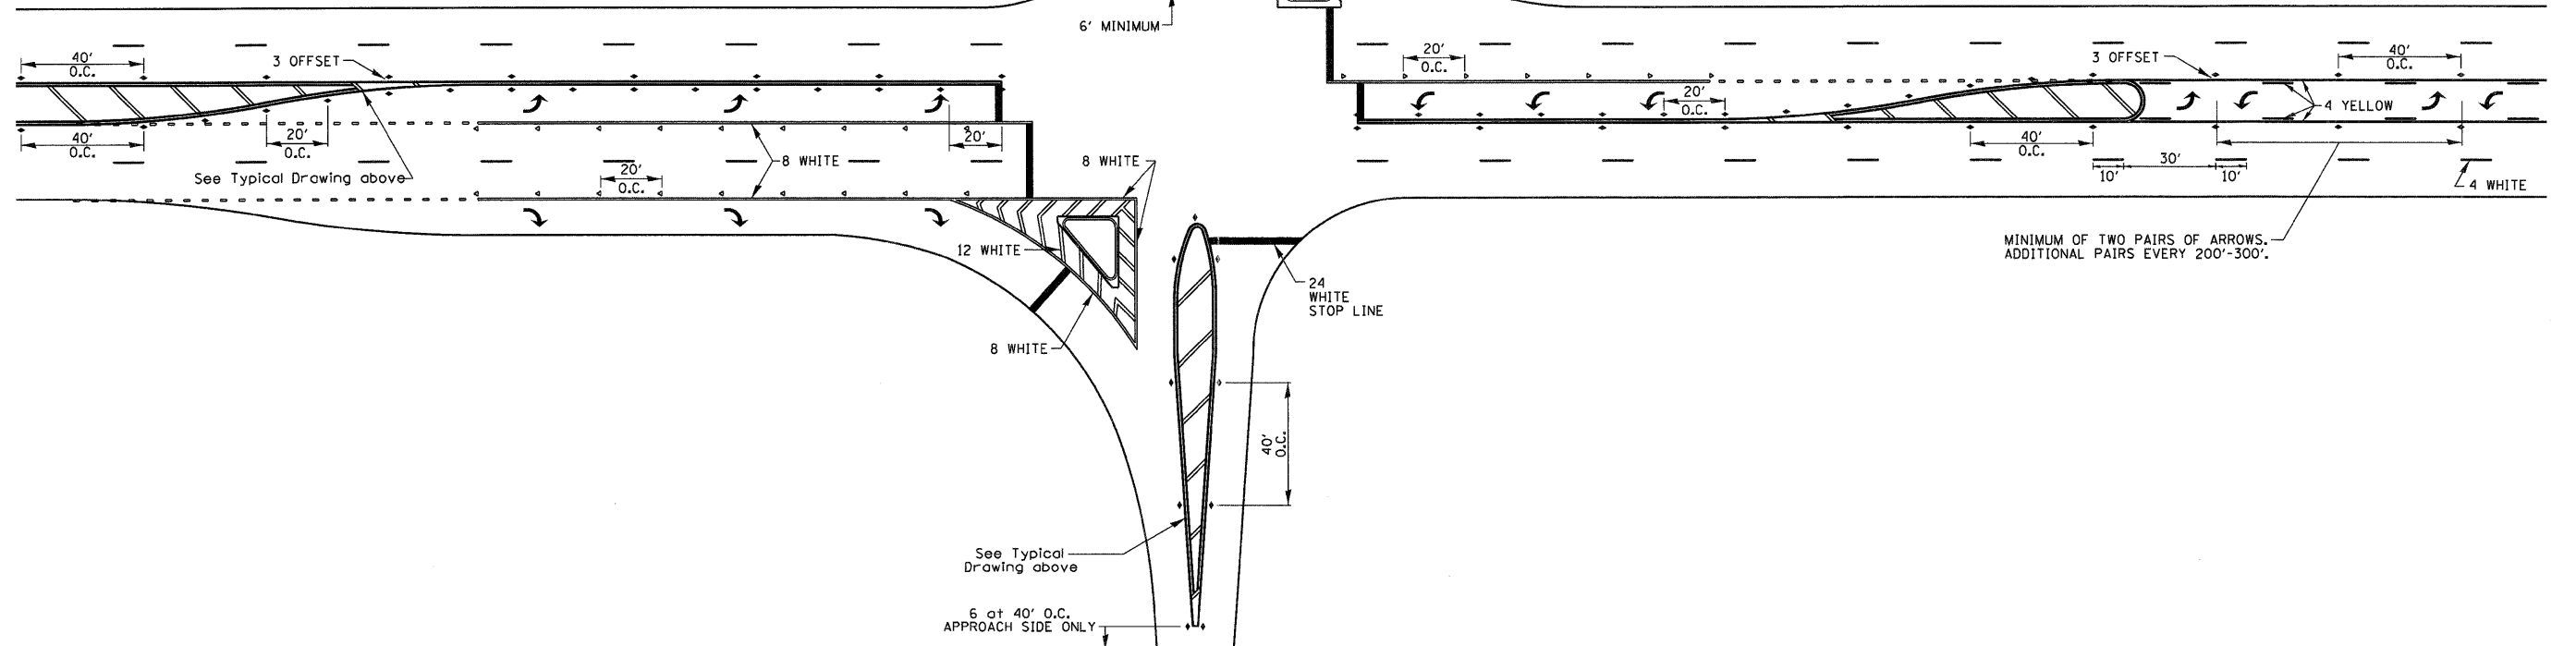 6' MINIMUM
40'
O.C.
3 OFFSET
20'
O.C.
3 OFFSET
40'
O.C.
20'
O.C.
4 YELLOW
40'
O.C.
20'
O.C.
20'
40'
O.C.
See Typical Drawing above
20'
O.C.
8 WHITE
8 WHITE
10'
30'
10'
4 WHITE
12 WHITE
MINIMUM OF TWO PAIRS OF ARROWS.
ADDITIONAL PAIRS EVERY 200'-300'.
24
WHITE
STOP LINE
8 WHITE
40'
O.C.
See Typical
Drawing above
6 at 40' O.C.
APPROACH SIDE ONLY